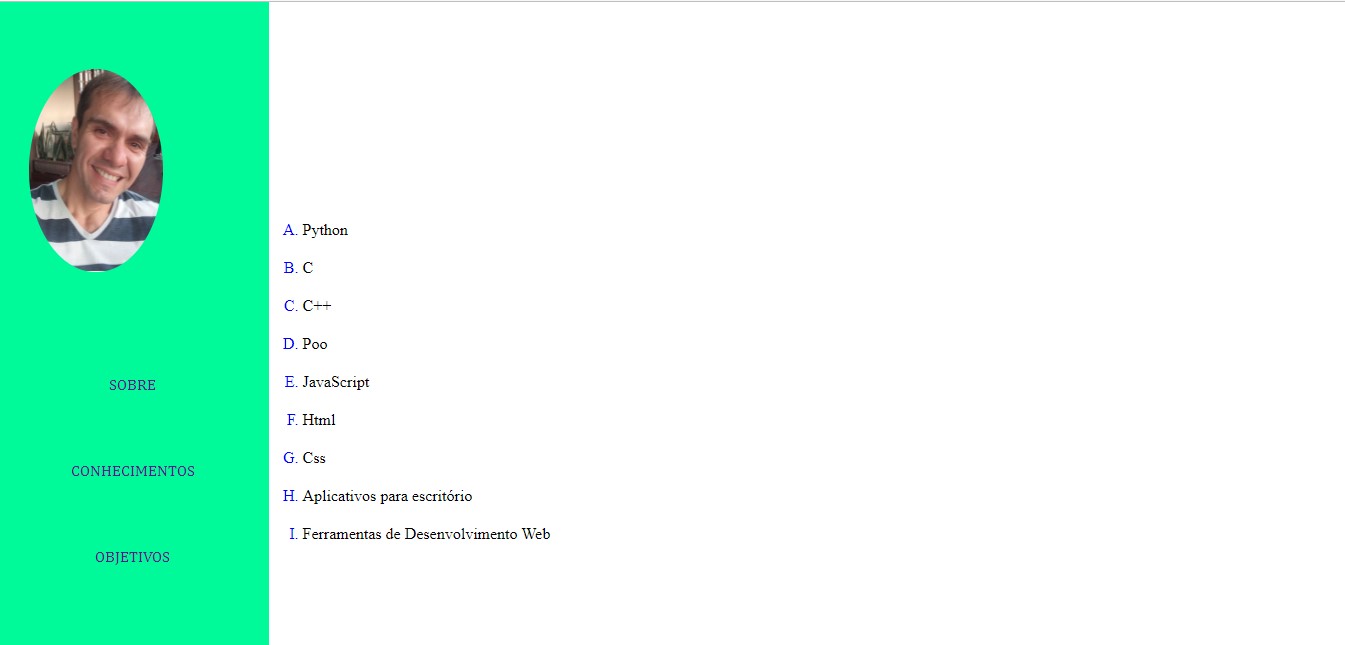 SOBRE
CONHECIMENTOS
OBJETIVOS
A. Python
B. C
C. C++
D. Poo
E. JavaScript
F. Html
G. Css
H. Aplicativos para escritório
I. Ferramentas de Desenvolvimento Web